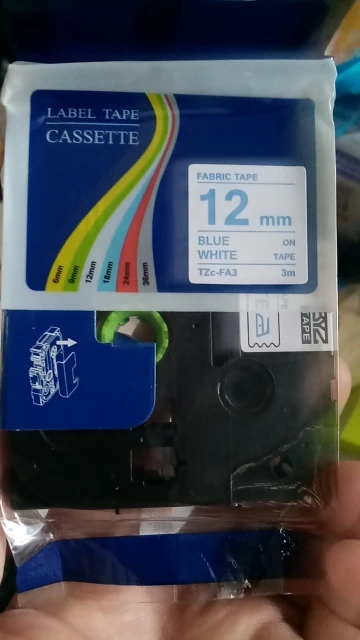 LABEL TAPE
CASSETTE
FABRIC TAPE
12 mm
BLUE ON
WHITE TAPE
TZc-FA3 3m
6mm
9mm
12mm
18mm
24mm
36mm
TAPE